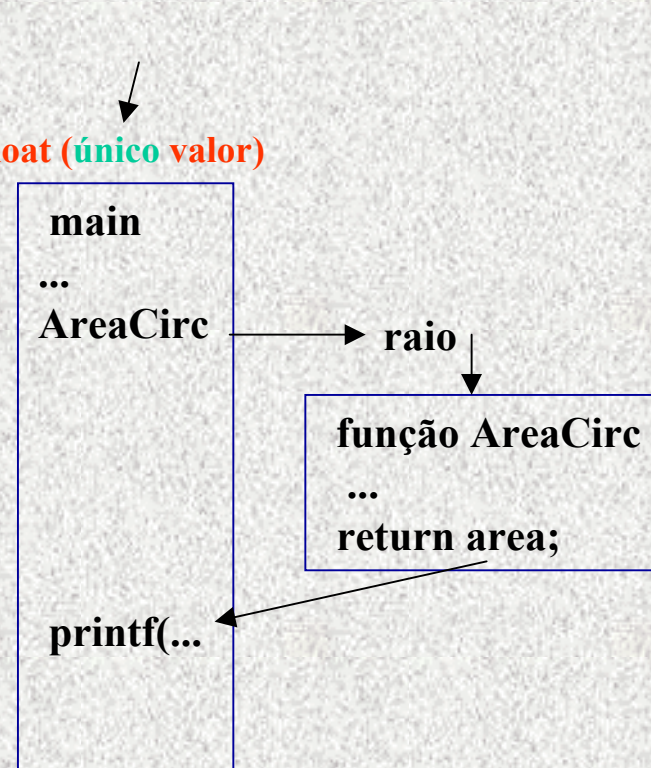 oat (único valor)
main
...
AreaCirc
raio
função AreaCirc
...
return area;
printf(...